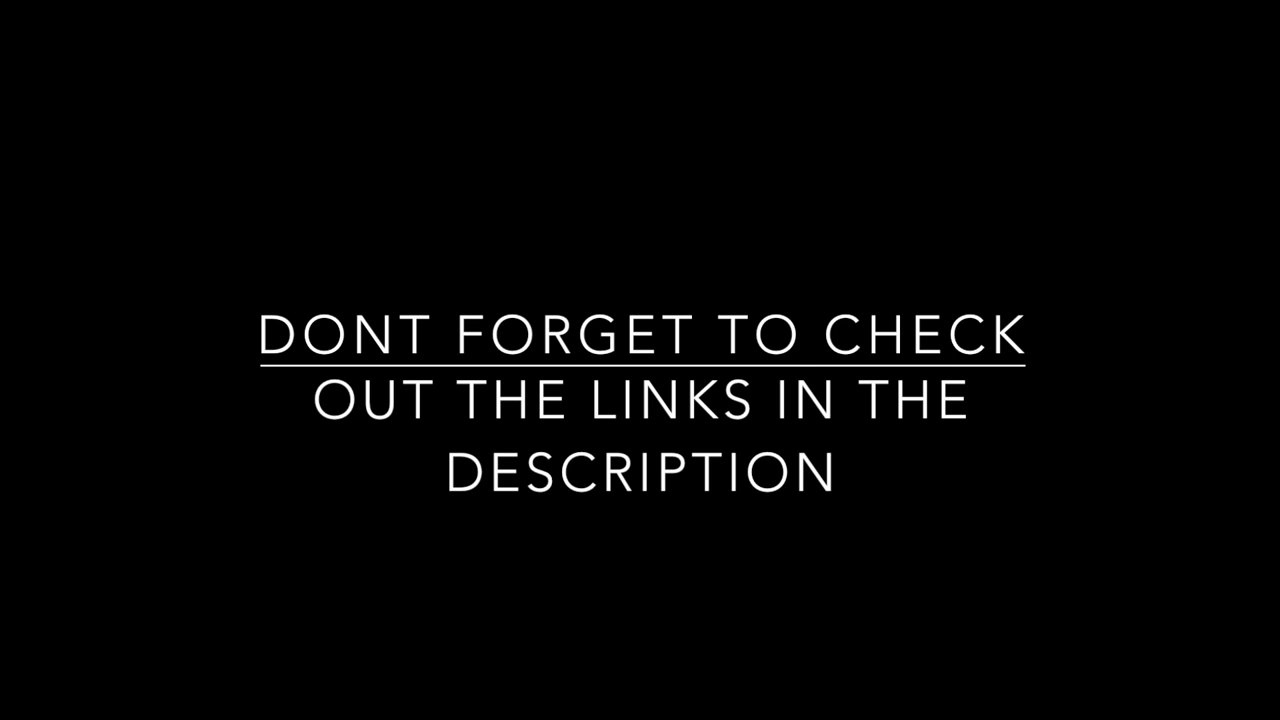 DONT FORGET TO CHECK
OUT THE LINKS IN THE
DESCRIPTION